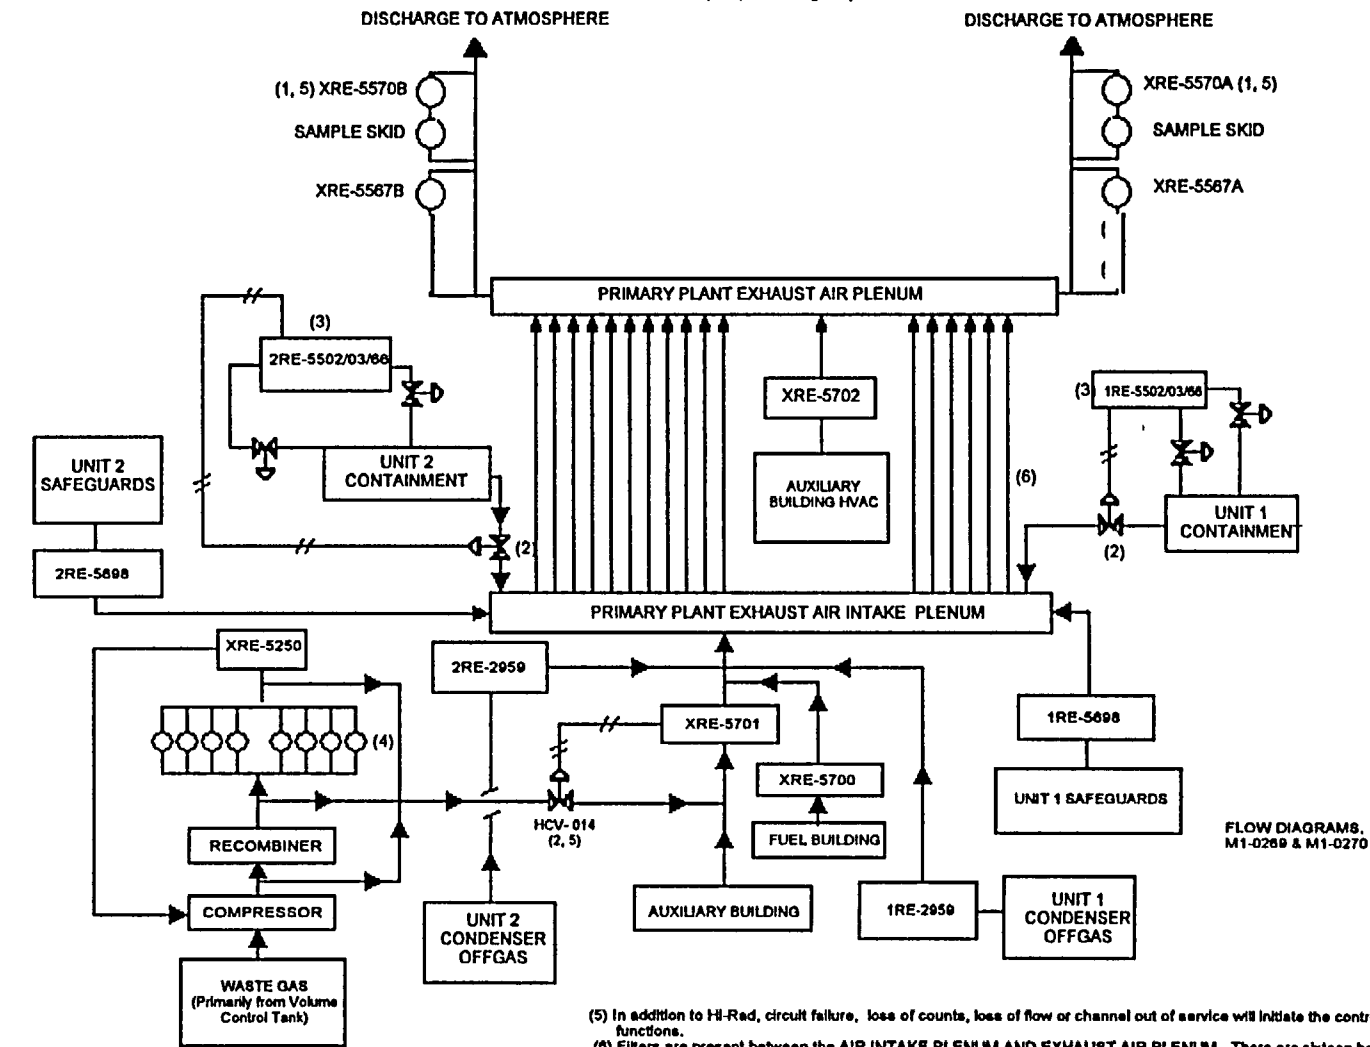 DISCHARGE TO ATMOSPHERE
DISCHARGE TO ATMOSPHERE
(1, 5) XRE-5570B
XRE-5570A (1, 5)
SAMPLE SKID
SAMPLE SKID
XRE-5567B
XRE-5567A
PRIMARY PLANT EXHAUST AIR PLENUM
(3)
2RE-5502/03/66
XRE-5702
(3) 1RE-5502/03/66
UNIT 2
SAFEGUARDS
UNIT 2
CONTAINMENT
AUXILIARY
BUILDING HVAC
(6)
UNIT 1
CONTAINMENT
(2)
(2)
2RE-5698
PRIMARY PLANT EXHAUST AIR INTAKE PLENUM
XRE-5250
2RE-2959
XRE-5701
1RE-5698
(4)
XRE-5700
UNIT 1 SAFEGUARDS
HCV-014
(2, 5)
FUEL BUILDING
FLOW DIAGRAMS,
M1-0269 & M1-0270
RECOMBINER
COMPRESSOR
UNIT 2
CONDENSER
OFFGAS
AUXILIARY BUILDING
1RE-2959
UNIT 1
CONDENSER
OFFGAS
WASTE GAS
(Primarily from Volume
Control Tank)
(5) In addition to Hi-Rad, circuit failure, loss of counts, loss of flow or channel out of service will initiate the contr
functions.
(6) Filters are present between the AIR INTAKE PLENUM AND EXHAUST AIR PLENUM. There are sixteen